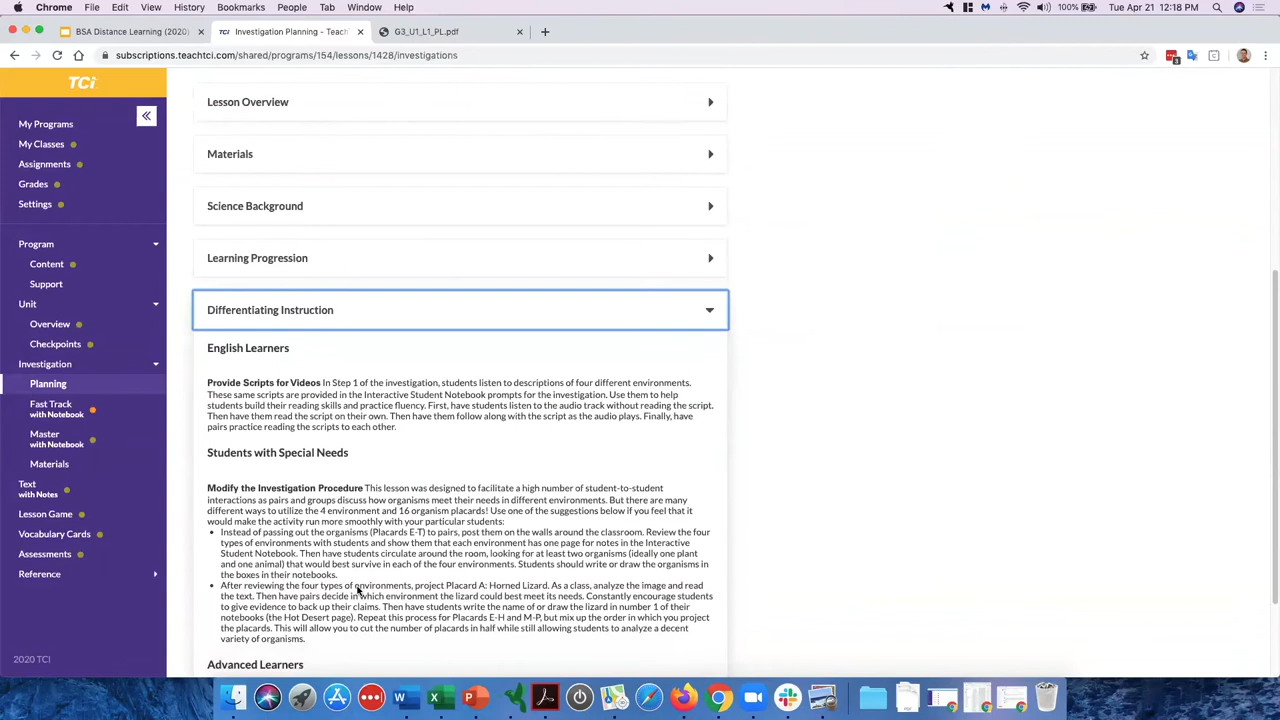 Chrome File Edit View History Bookmarks People Tab Window Help
100% Tue Apr 21 12:18 PM
BSA Distance Learning (2020)
Investigation Planning - Teach
G3_U1_L1_PL.pdf
subscriptions.teachtci.com/shared/programs/154/lessons/1428/investigations
TCi
My Programs
My Classes
Assignments
Grades
Settings
Program
Content
Support
Unit
Overview
Checkpoints
Investigation
Planning
Fast Track
with Notebook
Master
with Notebook
Materials
Text
with Notes
Lesson Game
Vocabulary Cards
Assessments
Reference
2020 TCI
Lesson Overview
Materials
Science Background
Learning Progression
Differentiating Instruction
English Learners
Provide Scripts for Videos In Step 1 of the investigation, students listen to descriptions of four different environments.
These same scripts are provided in the Interactive Student Notebook prompts for the investigation. Use them to help
students build their reading skills and practice fluency. First, have students listen to the audio track without reading the script.
Then have them read the script on their own. Then have them follow along with the script as the audio plays. Finally, have
pairs practice reading the scripts to each other.
Students with Special Needs
Modify the Investigation Procedure This lesson was designed to facilitate a high number of student-to-student
interactions as pairs and groups discuss how organisms meet their needs in different environments. But there are many
different ways to utilize the 4 environment and 16 organism placards! Use one of the suggestions below if you feel that it
would make the activity run more smoothly with your particular students:
• Instead of passing out the organisms (Placards E-T) to pairs, post them on the walls around the classroom. Review the four
types of environments with students and show them that each environment has one page for notes in the Interactive
Student Notebook. Then have students circulate around the room, looking for at least two organisms (ideally one plant
and one animal) that would best survive in each of the four environments. Students should write or draw the organisms in
the boxes in their notebooks.
• After reviewing the four types of environments, project Placard A: Horned Lizard. As a class, analyze the image and read
the text. Then have pairs decide in which environment the lizard could best meet its needs. Constantly encourage students
to give evidence to back up their claims. Then have students write the name of or draw the lizard in number 1 of their
notebooks (the Hot Desert page). Repeat this process for Placards E-H and M-P, but mix up the order in which you project
the placards. This will allow you to cut the number of placards in half while still allowing students to analyze a decent
variety of organisms.
Advanced Learners